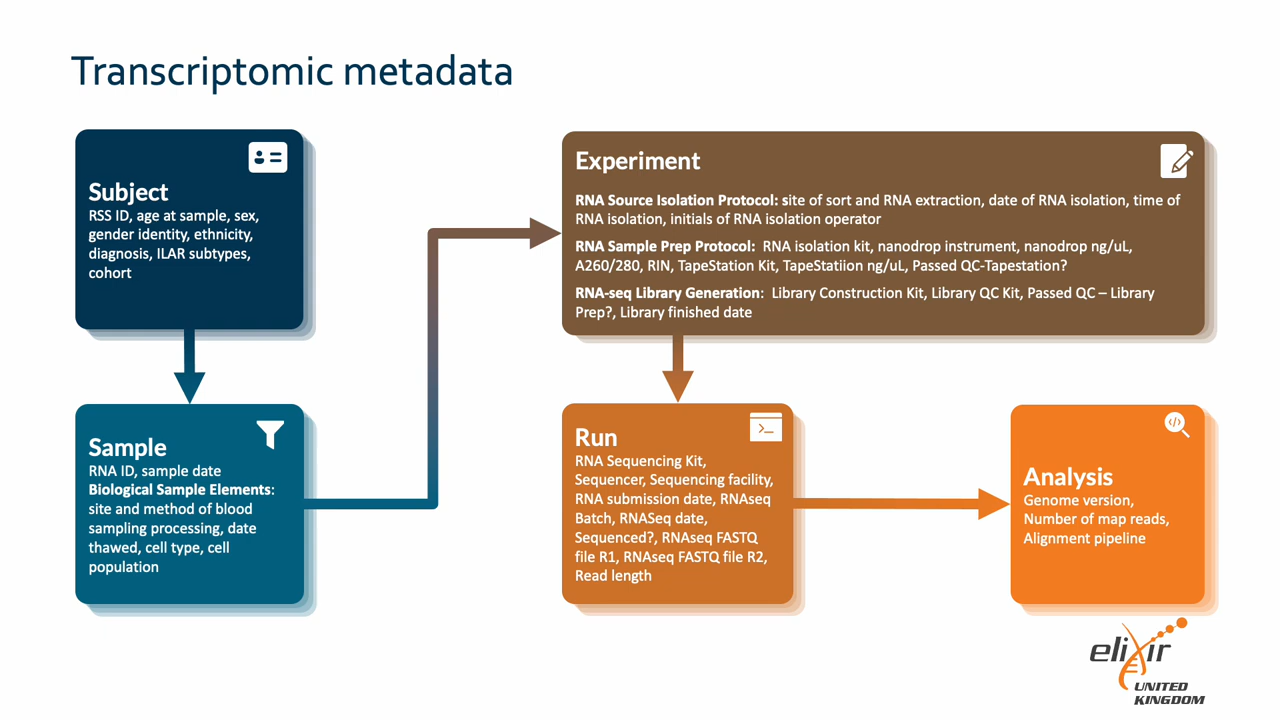 Transcriptomic metadata
Subject
RSS ID, age at sample, sex,
gender identity, ethnicity,
diagnosis, ILAR subtypes,
cohort
Sample
RNA ID, sample date
Biological Sample Elements:
site and method of blood
sampling processing, date
thawed, cell type, cell
population
Experiment
RNA Source Isolation Protocol: site of sort and RNA extraction, date of RNA isolation, time of
RNA isolation, initials of RNA isolation operator
RNA Sample Prep Protocol: RNA isolation kit, nanodrop instrument, nanodrop ng/uL,
A260/280, RIN, TapeStation Kit, TapeStatiion ng/uL, Passed QC-Tapestation?
RNA-seq Library Generation: Library Construction Kit, Library QC Kit, Passed QC – Library
Prep?, Library finished date
Run
RNA Sequencing Kit,
Sequencer, Sequencing facility,
RNA submission date, RNAseq
Batch, RNASeq date,
Sequenced?, RNAseq FASTQ
file R1, RNAseq FASTQ file R2,
Read length
Analysis
Genome version,
Number of map reads,
Alignment pipeline
elixir
UNITED
KINGDOM